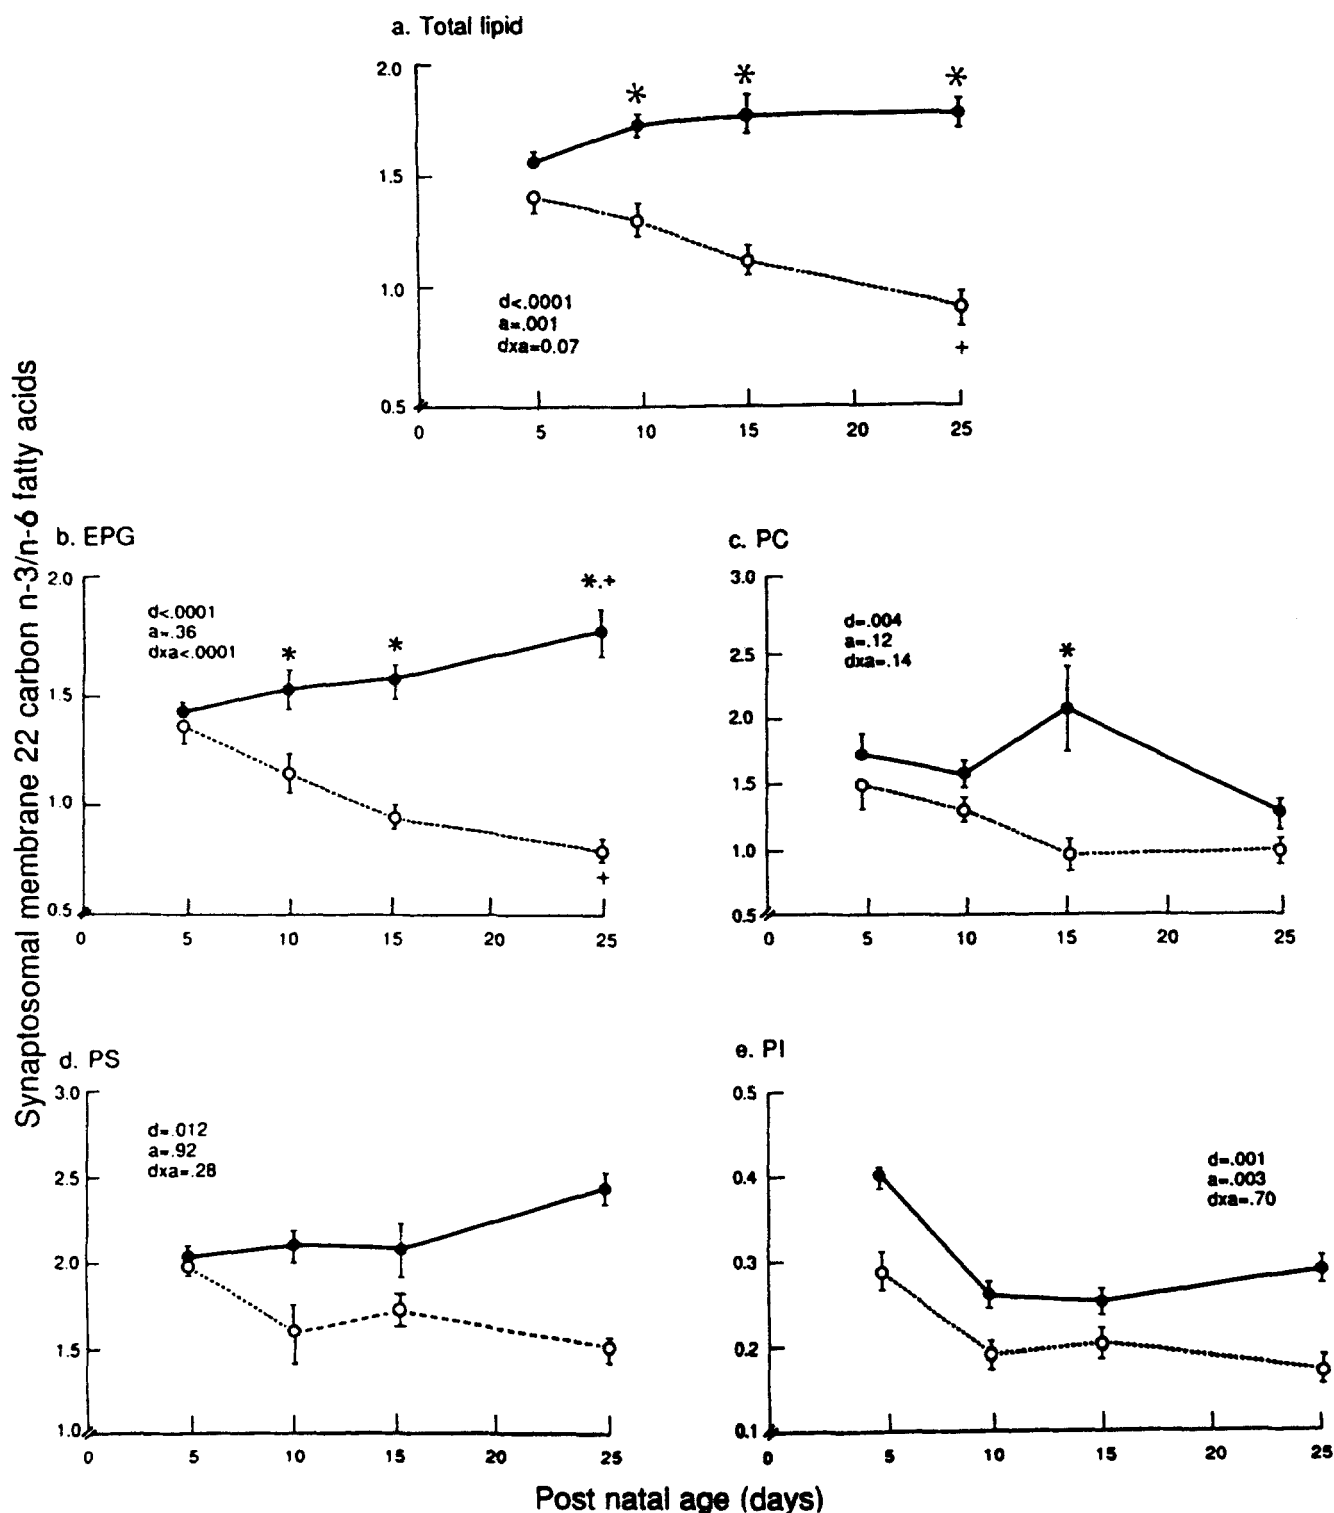 a. Total lipid
2.0
1.5
1.0
0.5
* * *
d<.0001
a=.001
dxa=0.07
+
0 5 10 15 20 25
Synaptosomal membrane 22 carbon n-3/n-6 fatty acids
b. EPG
2.0
1.5
1.0
0.5
d<.0001
a=.36
dxa<.0001
* * *.+
+
0 5 10 15 20 25
c. PC
3.0
2.5
2.0
1.5
1.0
0.5
d=.004
a=.12
dxa=.14
*
0 5 10 15 20 25
d. PS
3.0
2.5
2.0
1.5
1.0
d=.012
a=.92
dxa=.28
0 5 10 15 20 25
e. PI
0.5
0.4
0.3
0.2
0.1
d=.001
a=.003
dxa=.70
0 5 10 15 20 25
Post natal age (days)